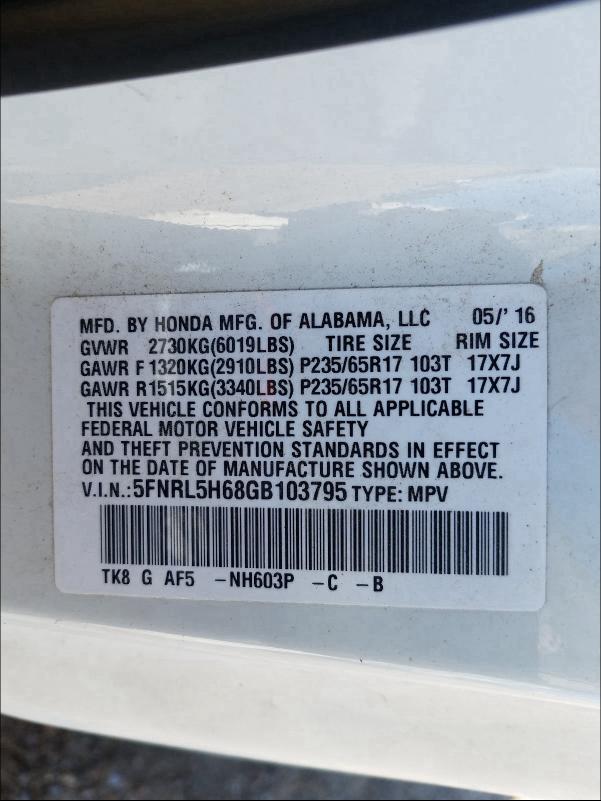 MFD. BY HONDA MFG. OF ALABAMA, LLC 05/' 16
GVWR 2730KG(6019LBS) TIRE SIZE RIM SIZE
GAWR F 1320KG(2910LBS) P235/65R17 103T 17X7J
GAWR R1515KG(3340LBS) P235/65R17 103T 17X7J
THIS VEHICLE CONFORMS TO ALL APPLICABLE
FEDERAL MOTOR VEHICLE SAFETY
AND THEFT PREVENTION STANDARDS IN EFFECT
ON THE DATE OF MANUFACTURE SHOWN ABOVE.
V.I.N.:5FNRL5H68GB103795 TYPE: MPV
TK8 G AF5 -NH603P -C -B